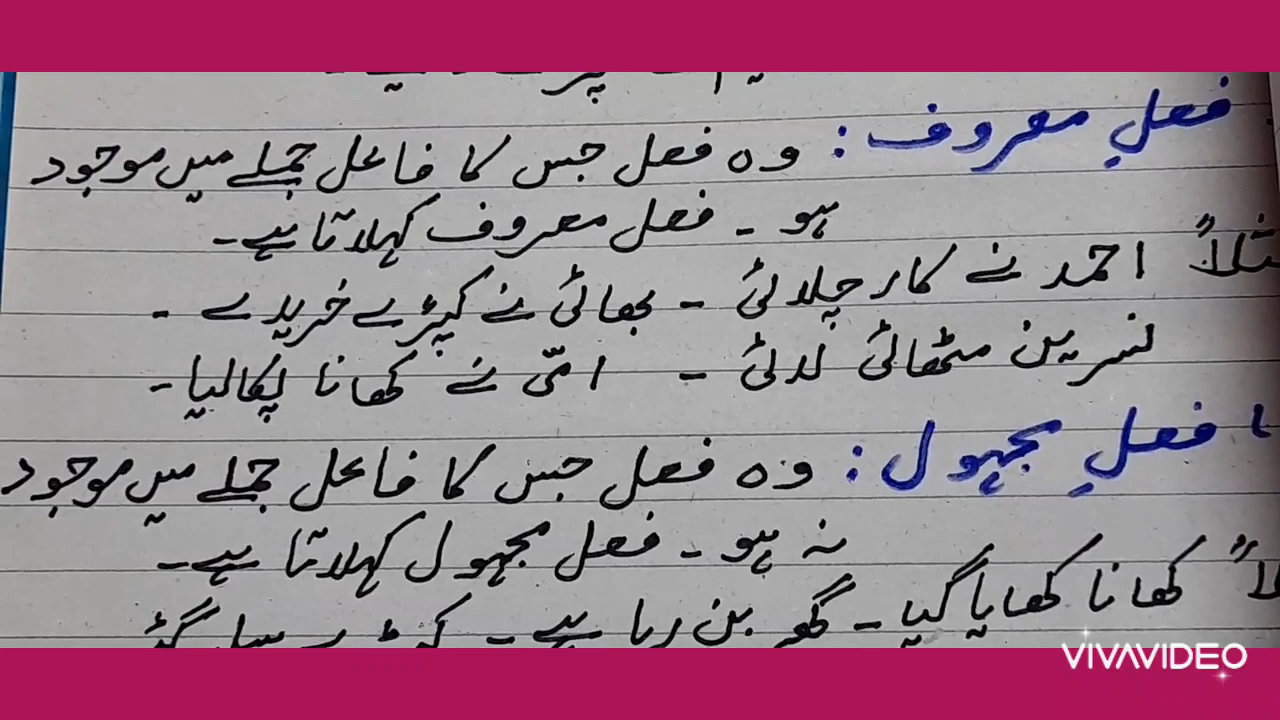 فعلِ معروف: وہ فعل جس کا فاعل جملے میں موجود
ہو ۔ فعل معروف کہلاتا ہے۔
مثلاً احمد نے کار چلائی ۔ بھائی نے کپڑے خریدے ۔
نسرین مٹھائی لائی ۔ امّی نے کھانا پکالیا۔
فعلِ مجہول: وہ فعل جس کا فاعل جملے میں موجود
نہ ہو ۔ فعل مجہول کہلاتا ہے۔
کھانا کھایا گیا ۔ گھر بن رہا ہے ۔
VIVAVIDEO